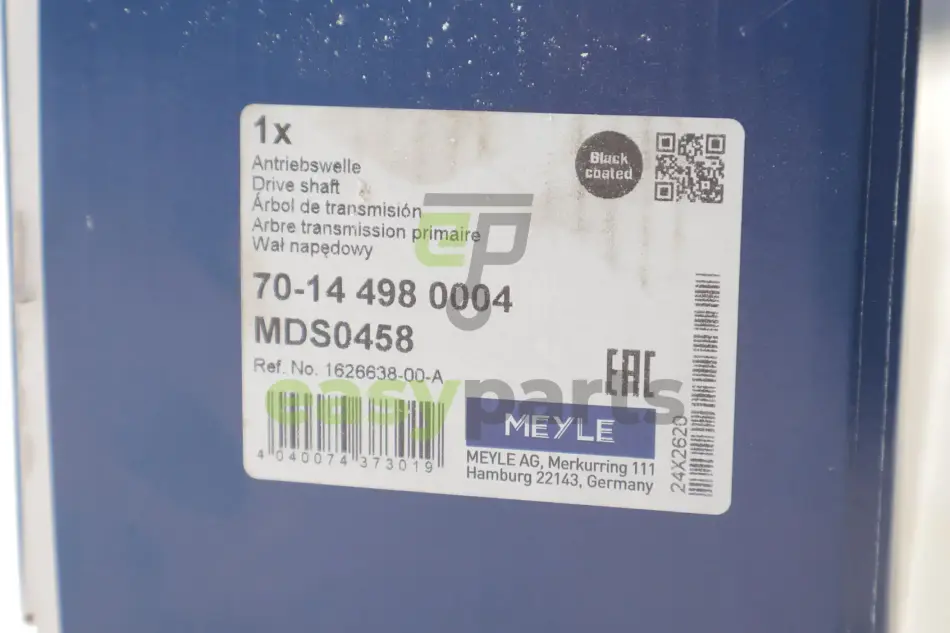 1x
Antriebswelle
Drive shaft
Árbol de transmisión
Arbre transmission primaire
Wał napędowy
Black
coated
70-14 498 0004
MDS0458
Ref. No. 1626638-00-A
EAC
easyparts
MEYLE
MEYLE AG, Merkurring 111
Hamburg 22143, Germany
4 040074 373019
24X2620